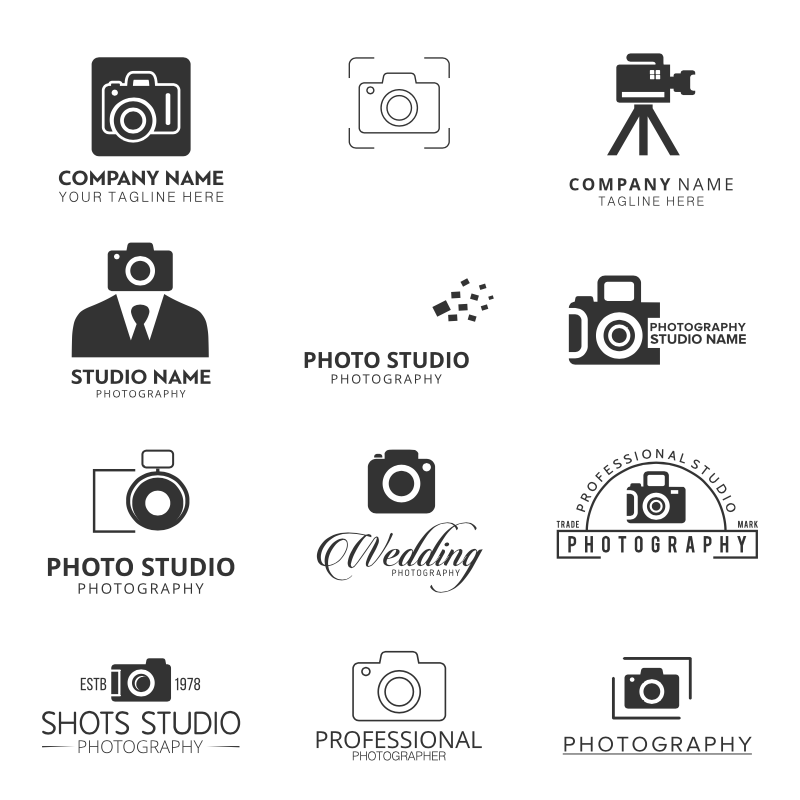 COMPANY NAME
YOUR TAGLINE HERE
COMPANY NAME
TAGLINE HERE
STUDIO NAME
PHOTOGRAPHY
PHOTO STUDIO
PHOTOGRAPHY
PHOTOGRAPHY
STUDIO NAME
PHOTO STUDIO
PHOTOGRAPHY
Wedding
PHOTOGRAPHY
PROFESSIONAL STUDIO
TRADE MARK
PHOTOGRAPHY
ESTB 1978
SHOTS STUDIO
PHOTOGRAPHY
PROFESSIONAL
PHOTOGRAPHER
PHOTOGRAPHY